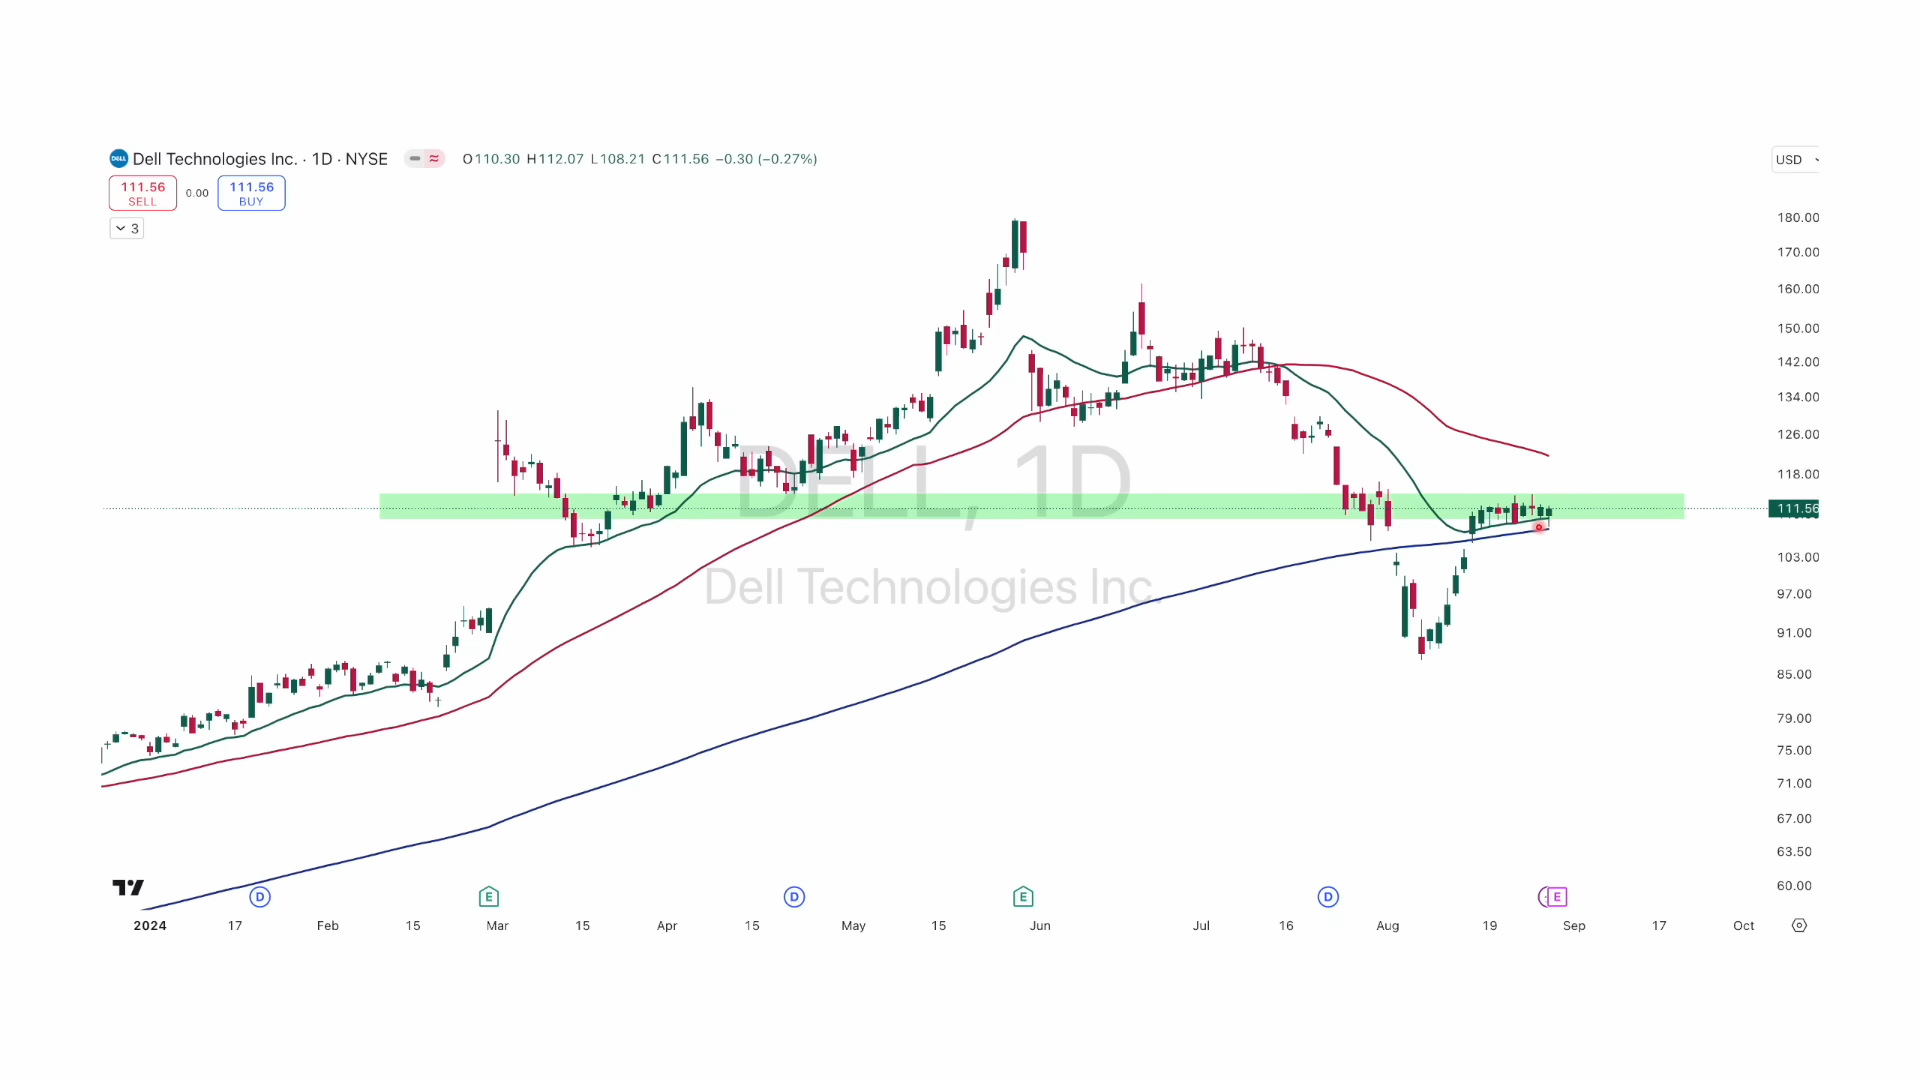 DELL Dell Technologies Inc. · 1D · NYSE O110.30 H112.07 L108.21 C111.56 −0.30 (−0.27%)
USD
111.56 0.00 111.56
SELL BUY
3
180.00
170.00
160.00
150.00
142.00
134.00
126.00
118.00
DELL, 1D
111.56
103.00
Dell Technologies Inc.
97.00
91.00
85.00
79.00
75.00
71.00
67.00
63.50
60.00
D E D E D E
2024 17 Feb 15 Mar 15 Apr 15 May 15 Jun Jul 16 Aug 19 Sep 17 Oct